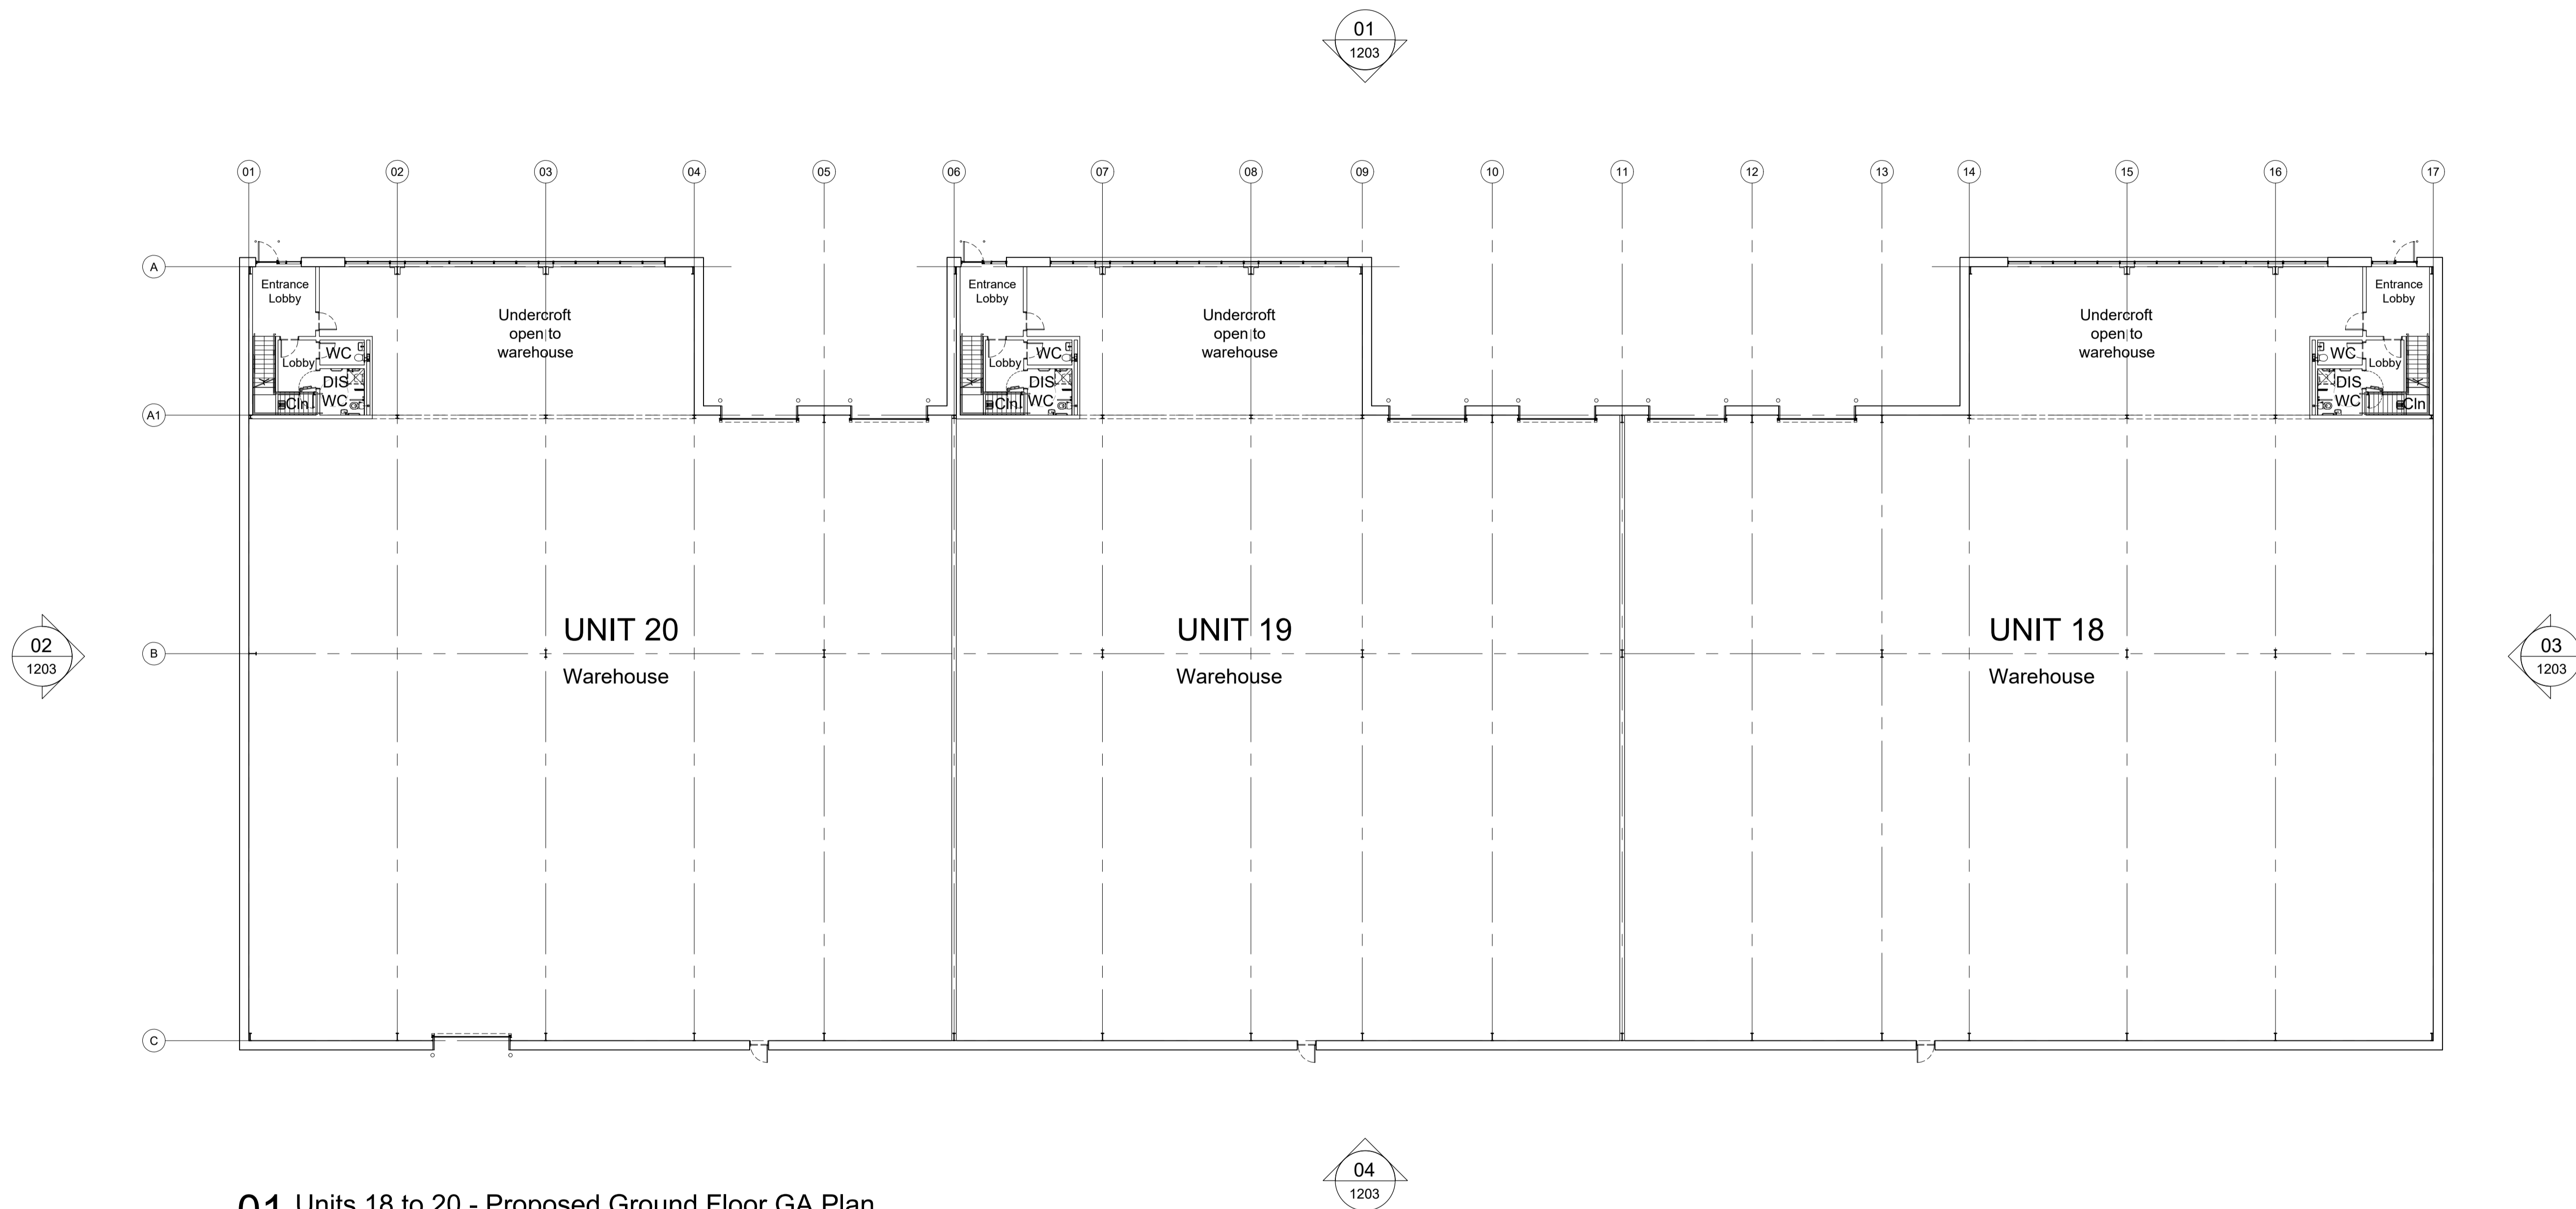 01
1203
01
02
03
04
05
06
07
08
09
10
11
12
13
14
15
16
17
A
Entrance
Lobby
Undercroft
open to
warehouse
WC
Lobby
DIS
WC
Cln
Entrance
Lobby
Undercroft
open to
warehouse
WC
Lobby
DIS
WC
Cln
Undercroft
open to
warehouse
Entrance
Lobby
WC
Lobby
DIS
WC
Cln
A1
UNIT 20
Warehouse
UNIT 19
Warehouse
UNIT 18
Warehouse
02
1203
B
03
1203
C
04
1203
01 Units 18 to 20 - Proposed Ground Floor GA Plan